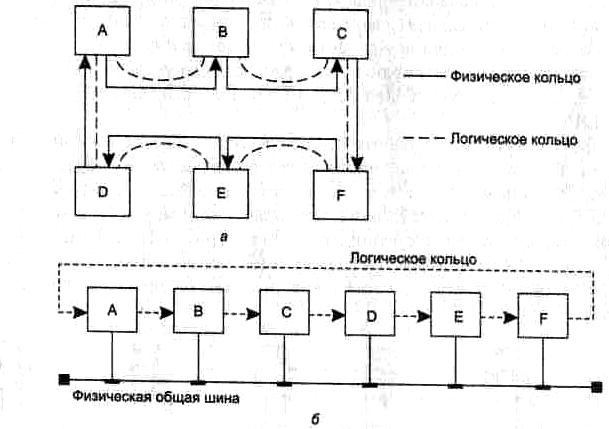 A
B
C
Физическое кольцо
Логическое кольцо
D
E
F
а
Логическое кольцо
A
B
C
D
E
F
Физическая общая шина
б